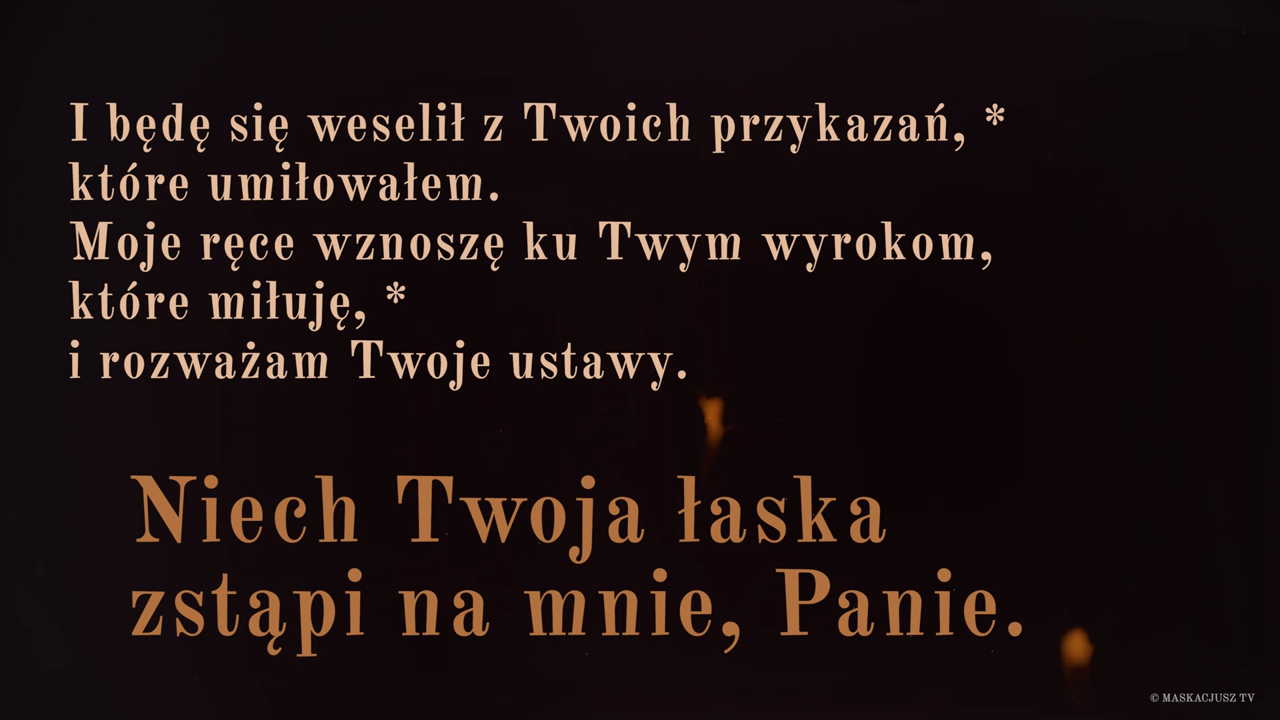 I będę się weselił z Twoich przykazań, *
które umiłowałem.
Moje ręce wznoszę ku Twym wyrokom,
które miłuję, *
i rozważam Twoje ustawy.
Niech Twoja łaska
zstąpi na mnie, Panie.
© MASKACJUSZ TV